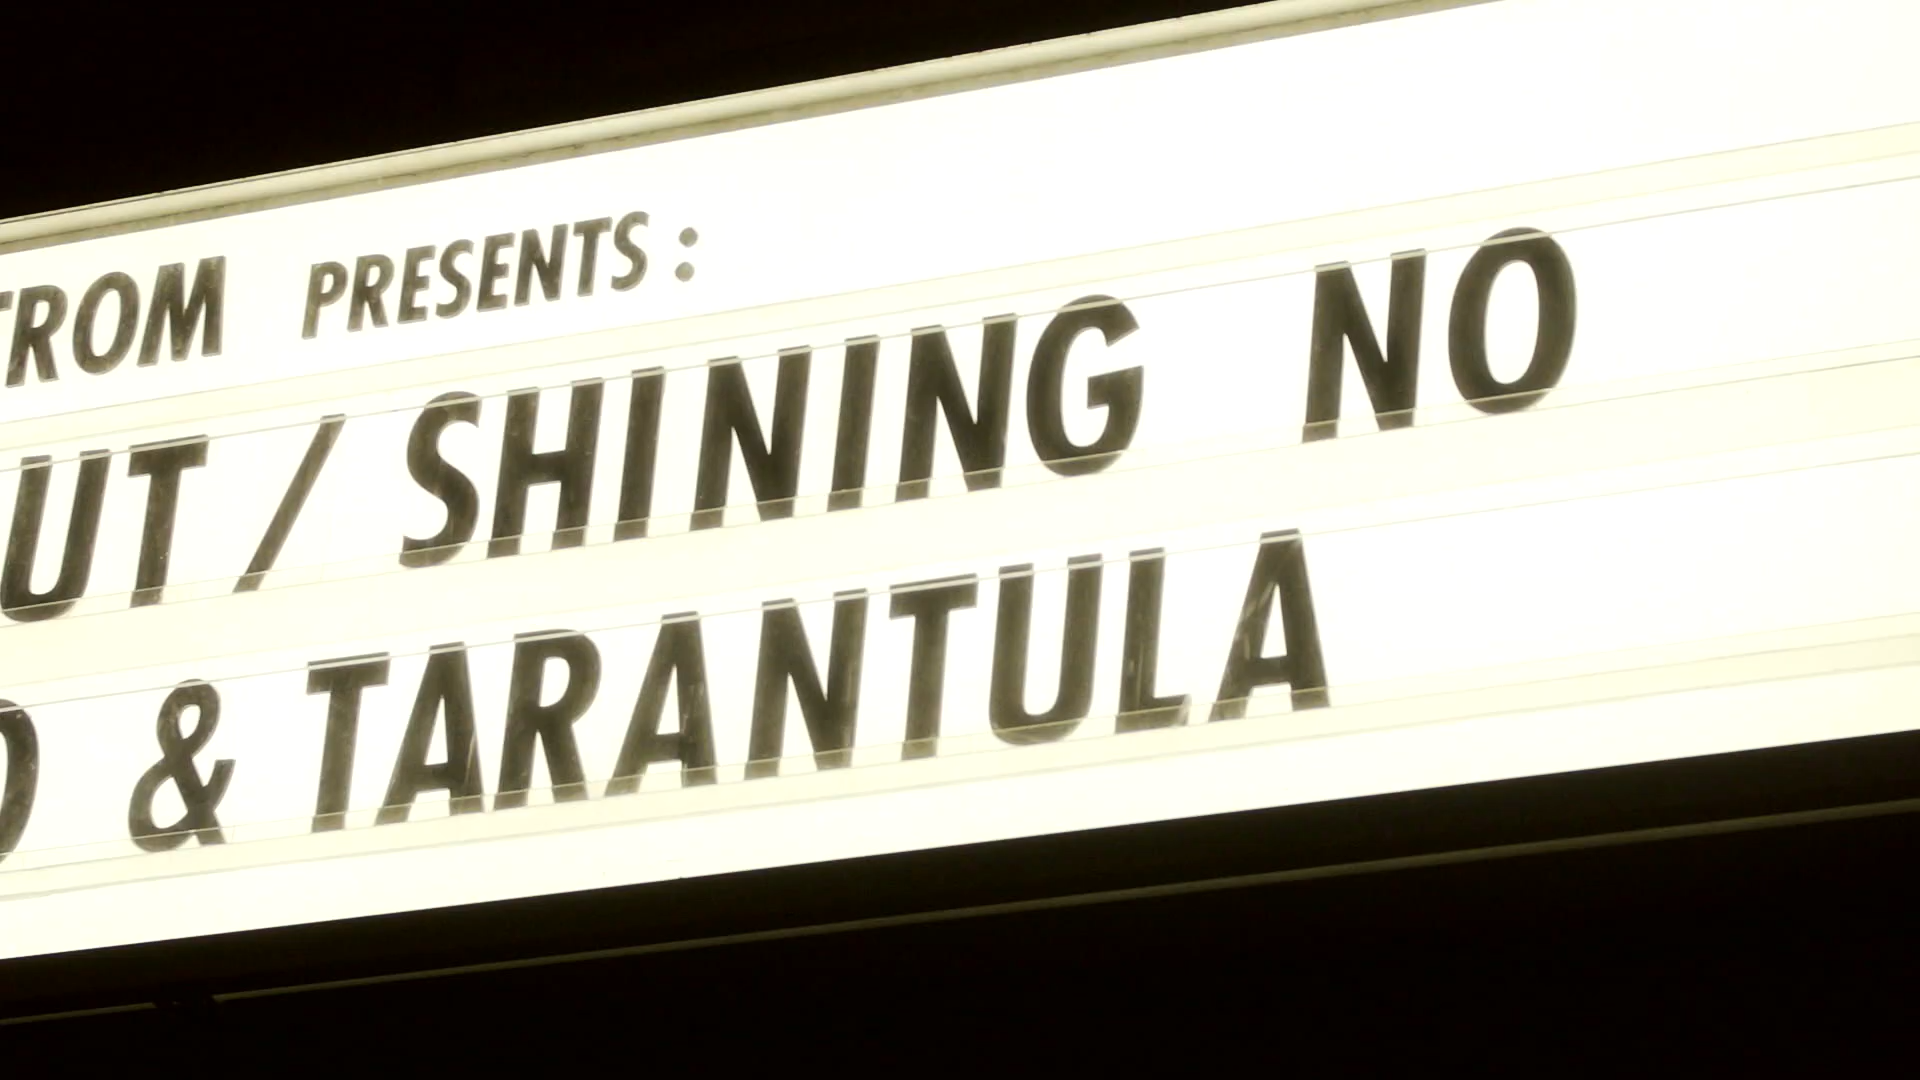 TROM PRESENTS:
UT / SHINING NO
& TARANTULA